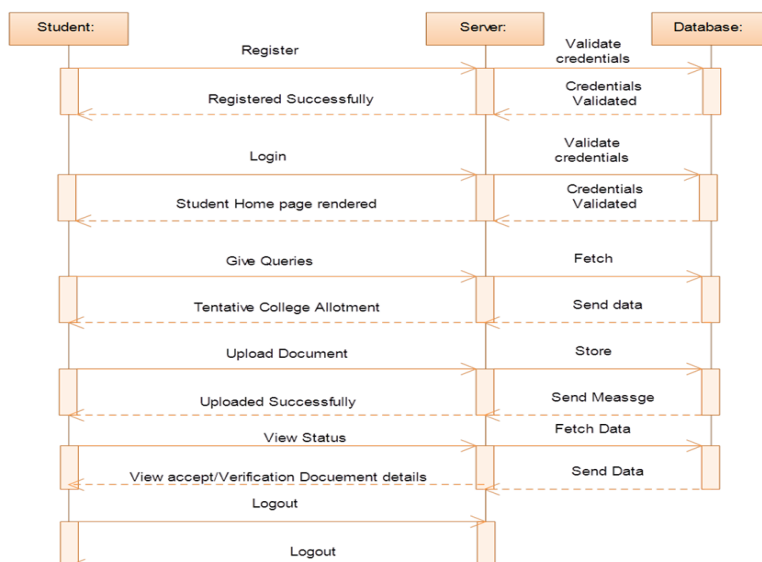 Student:
Server:
Database:
Register
Validate
credentials
Registered Successfully
Credentials
Validated
Login
Validate
credentials
Student Home page rendered
Credentials
Validated
Give Queries
Fetch
Tentative College Allotment
Send data
Upload Document
Store
Uploaded Successfully
Send Meassge
View Status
Fetch Data
View accept/Verification Docuement details
Send Data
Logout
Logout